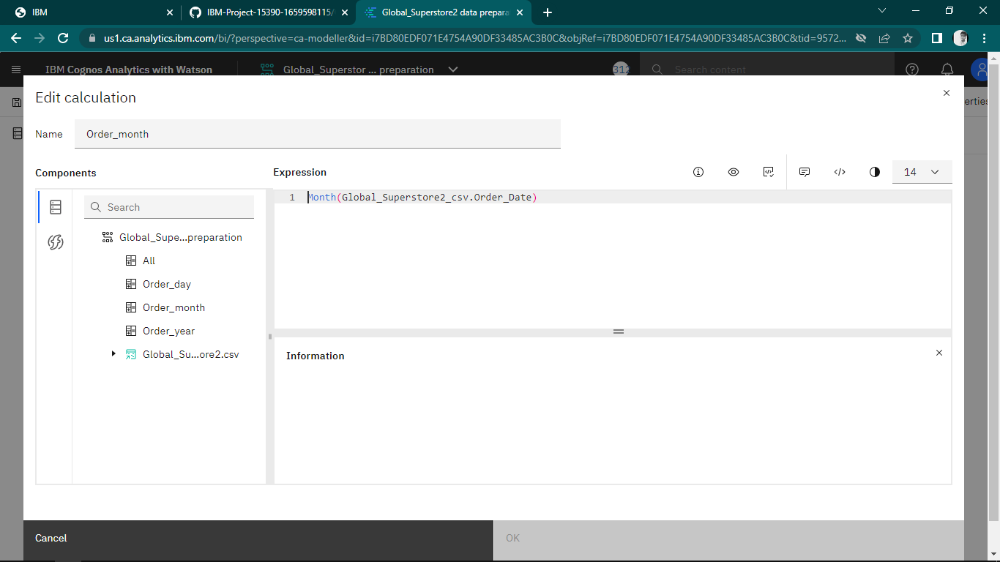 IBM
IBM-Project-15390-1659598115/
Global_Superstore2 data prepara
us1.ca.analytics.ibm.com/bi/?perspective=ca-modeller&id=i7BD80EDF071E4754A90DF33485AC3B0C&objRef=i7BD80EDF071E4754A90DF33485AC3B0C&tid=9572...
IBM Cognos Analytics with Watson
Global_Superstor ... preparation
312
Search content
Edit calculation
erties
Name
Order_month
Components
Expression
14
Search
1
Month(Global_Superstore2_csv.Order_Date)
Global_Supe...preparation
All
Order_day
Order_month
Order_year
Global_Su...ore2.csv
Information
Cancel
OK